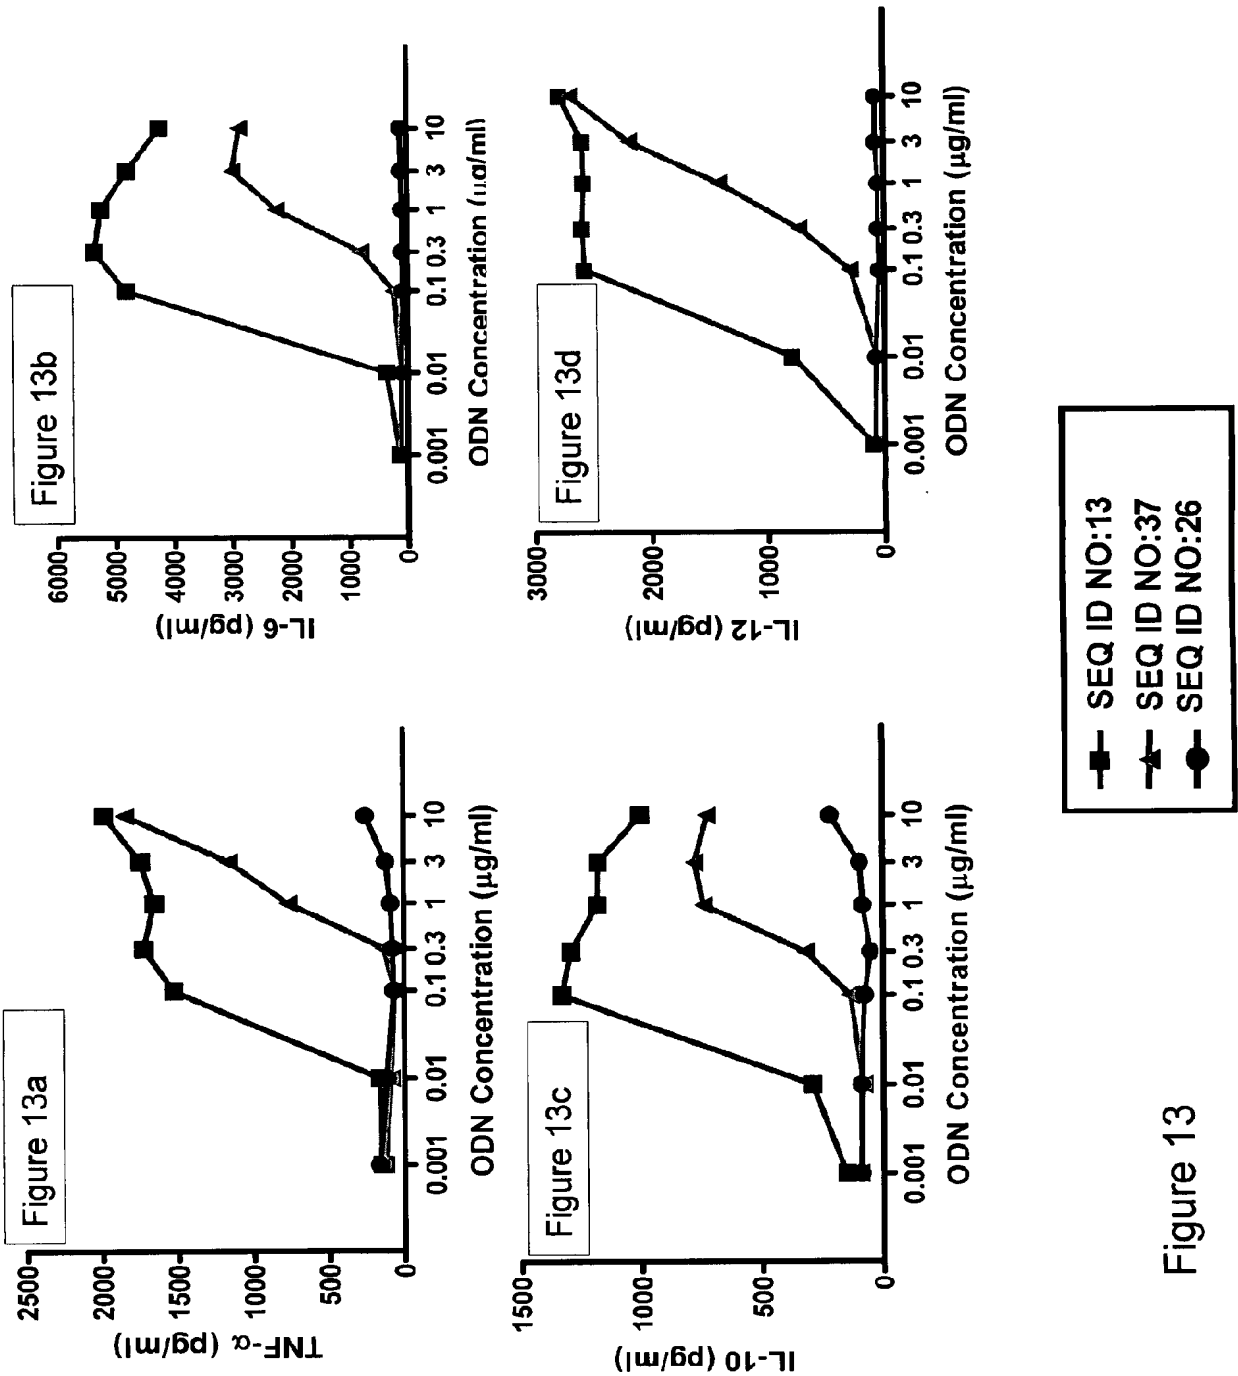 Figure 13a
2500
2000
1500
1000
500
0
TNF-α (pg/ml)
0.001 0.01 0.1 0.3 1 3 10
ODN Concentration (μg/ml)
Figure 13b
6000
5000
4000
3000
2000
1000
0
IL-6 (pg/ml)
0.001 0.01 0.1 0.3 1 3 10
ODN Concentration (μg/ml)
Figure 13c
1500
1000
500
0
IL-10 (pg/ml)
0.001 0.01 0.1 0.3 1 3 10
ODN Concentration (μg/ml)
Figure 13d
3000
2000
1000
0
IL-12 (pg/ml)
0.001 0.01 0.1 0.3 1 3 10
ODN Concentration (μg/ml)
SEQ ID NO:13
SEQ ID NO:37
SEQ ID NO:26
Figure 13